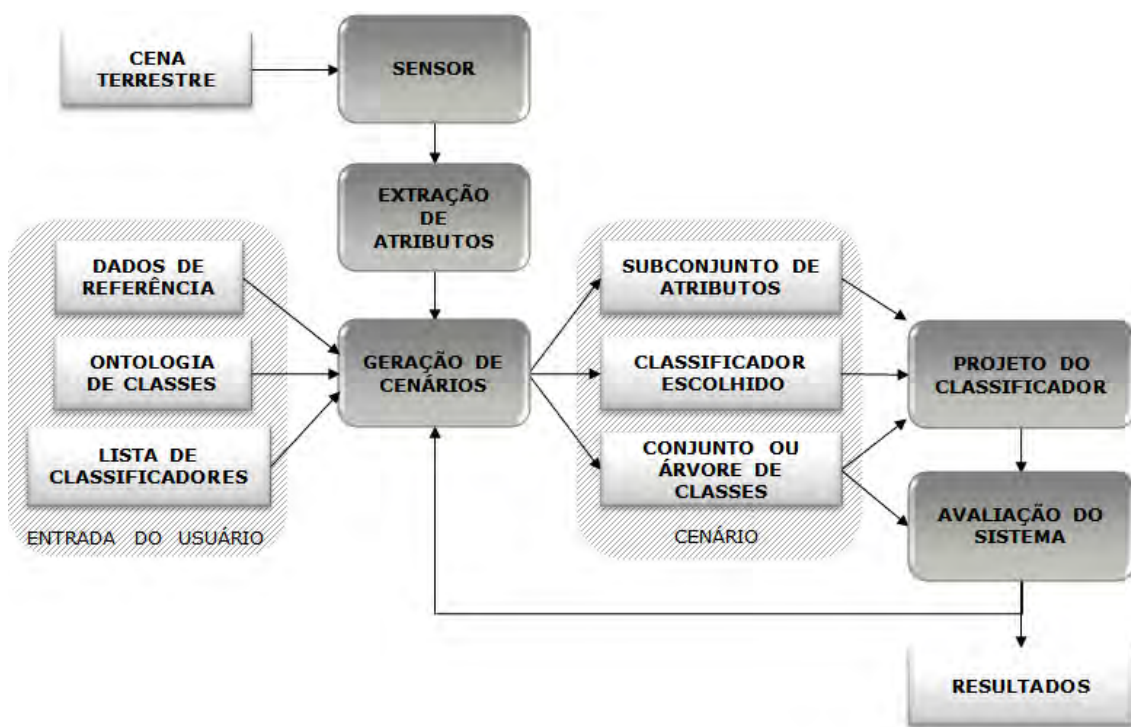 CENA
TERRESTRE
SENSOR
EXTRAÇÃO
DE
ATRIBUTOS
DADOS DE
REFERÊNCIA
ONTOLOGIA
DE CLASSES
LISTA DE
CLASSIFICADORES
ENTRADA DO USUÁRIO
GERAÇÃO DE
CENÁRIOS
SUBCONJUNTO DE
ATRIBUTOS
CLASSIFICADOR
ESCOLHIDO
CONJUNTO OU
ÁRVORE DE
CLASSES
CENÁRIO
PROJETO DO
CLASSIFICADOR
AVALIAÇÃO DO
SISTEMA
RESULTADOS